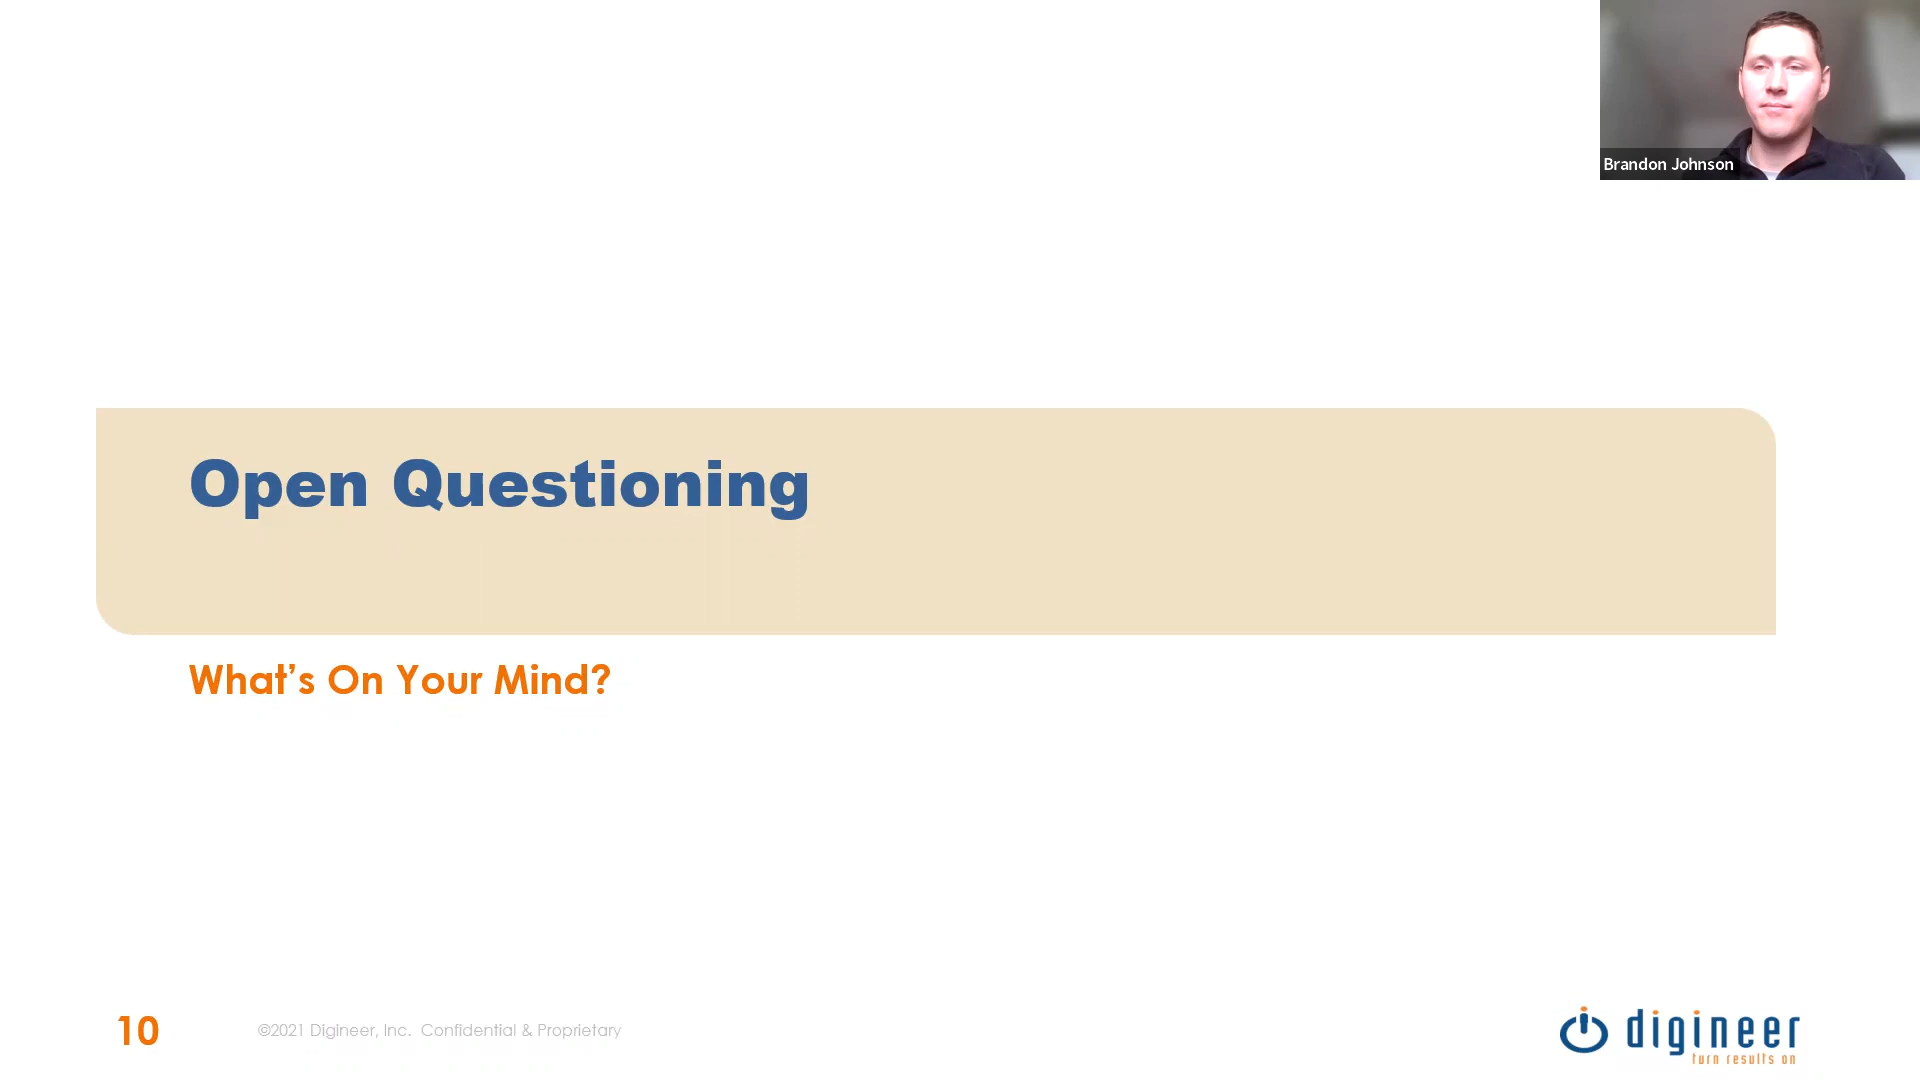 Brandon Johnson
Open Questioning
What's On Your Mind?
10
©2021 Digineer, Inc. Confidential & Proprietary
digineer
turn results on